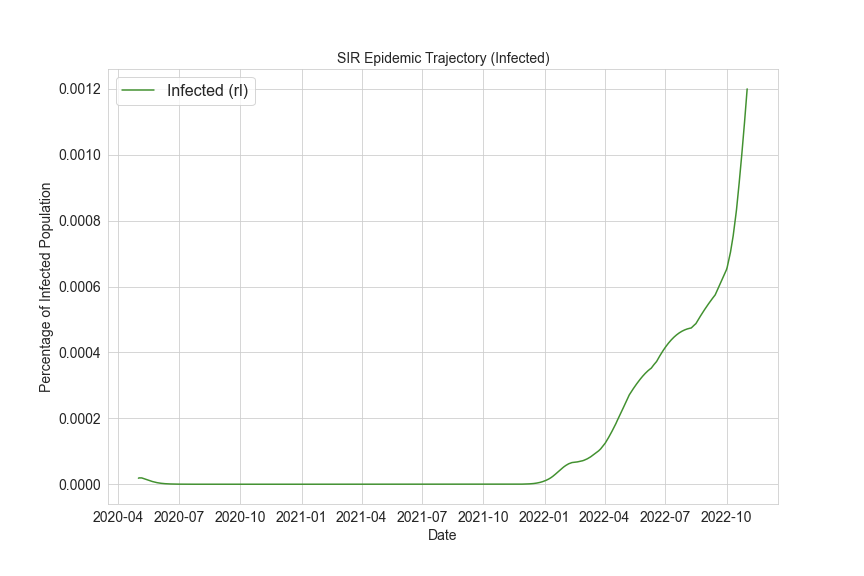 SIR Epidemic Trajectory (Infected)
Infected (rI)
Percentage of Infected Population
0.0012
0.0010
0.0008
0.0006
0.0004
0.0002
0.0000
2020-04 2020-07 2020-10 2021-01 2021-04 2021-07 2021-10 2022-01 2022-04 2022-07 2022-10
Date